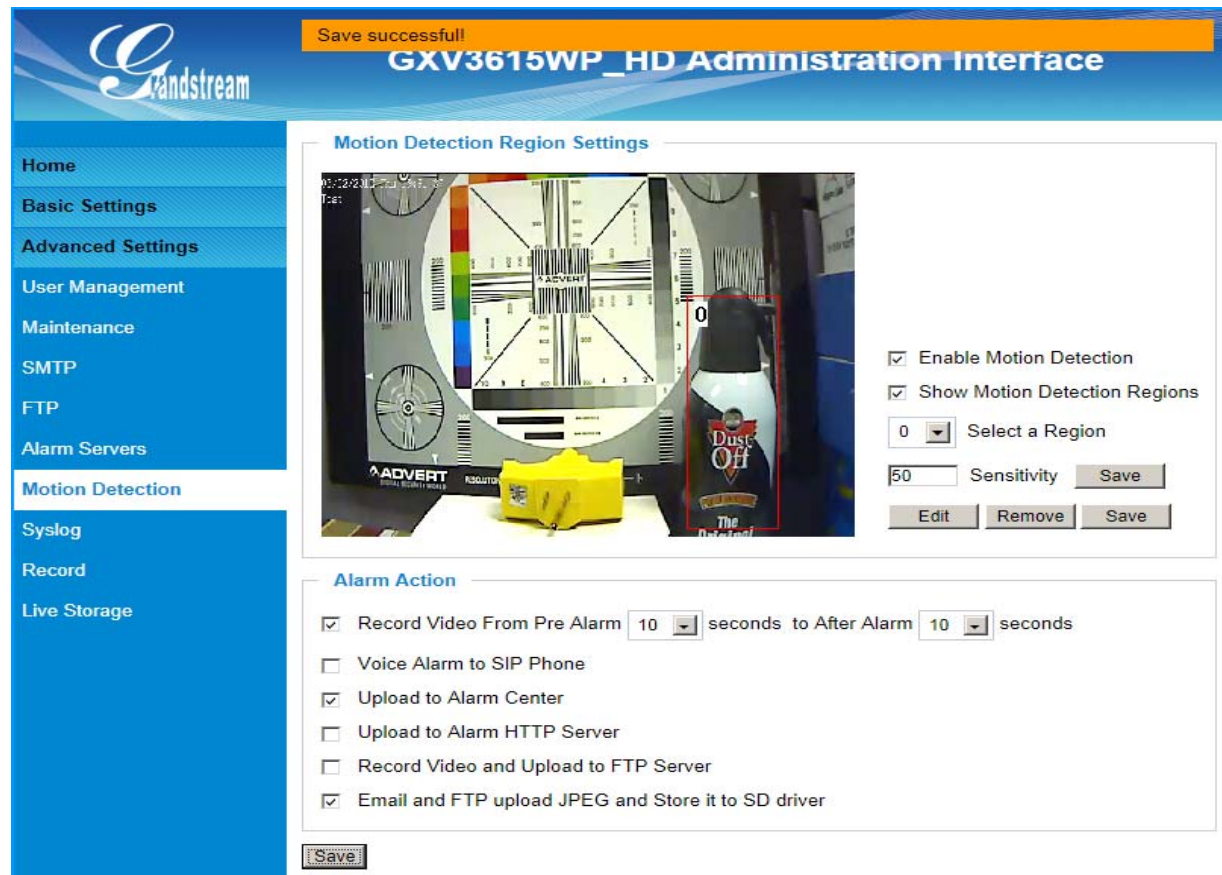 Grandstream
Save successful!
GXV3615WP_HD Administration Interface
Home
Basic Settings
Advanced Settings
User Management
Maintenance
SMTP
FTP
Alarm Servers
Motion Detection
Syslog
Record
Live Storage
Motion Detection Region Settings
Test
ADVERT
0
ADVERT
DIGITAL SECURITY WORLD
Dust
Off
The
Original
Enable Motion Detection
Show Motion Detection Regions
0 Select a Region
50 Sensitivity Save
Edit Remove Save
Alarm Action
Record Video From Pre Alarm 10 seconds to After Alarm 10 seconds
Voice Alarm to SIP Phone
Upload to Alarm Center
Upload to Alarm HTTP Server
Record Video and Upload to FTP Server
Email and FTP upload JPEG and Store it to SD driver
Save